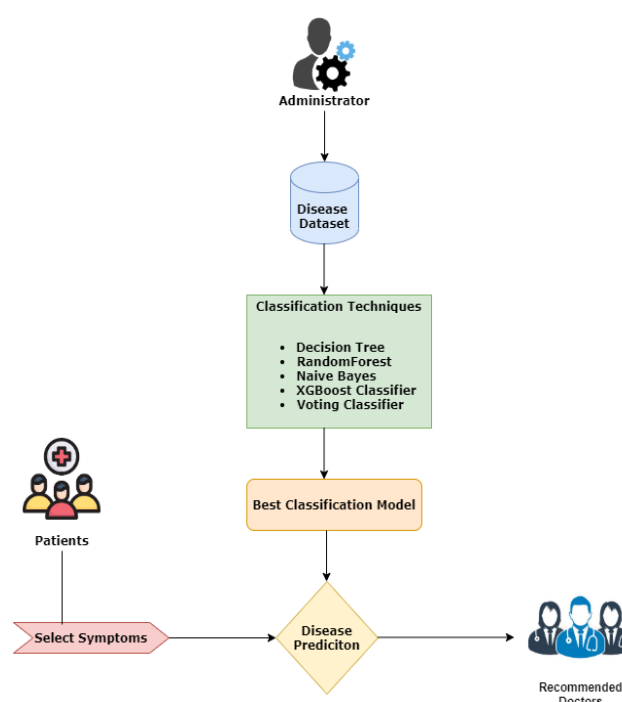 Administrator
Disease
Dataset
Classification Techniques
• Decision Tree
• RandomForest
• Naive Bayes
• XGBoost Classifier
• Voting Classifier
Best Classification Model
Patients
Select Symptoms
Disease
Prediciton
Recommended
Doctors